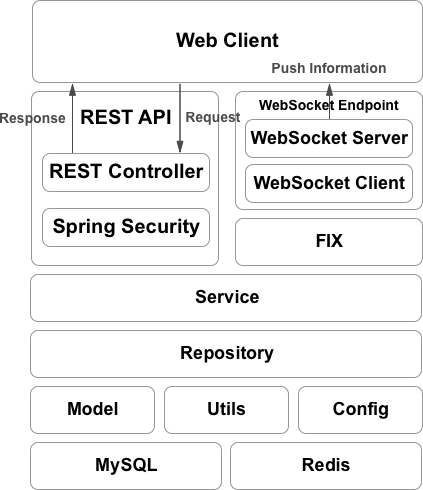 Web Client
Push Information
WebSocket Endpoint
Response
REST API
Request
WebSocket Server
REST Controller
WebSocket Client
Spring Security
FIX
Service
Repository
Model
Utils
Config
MySQL
Redis